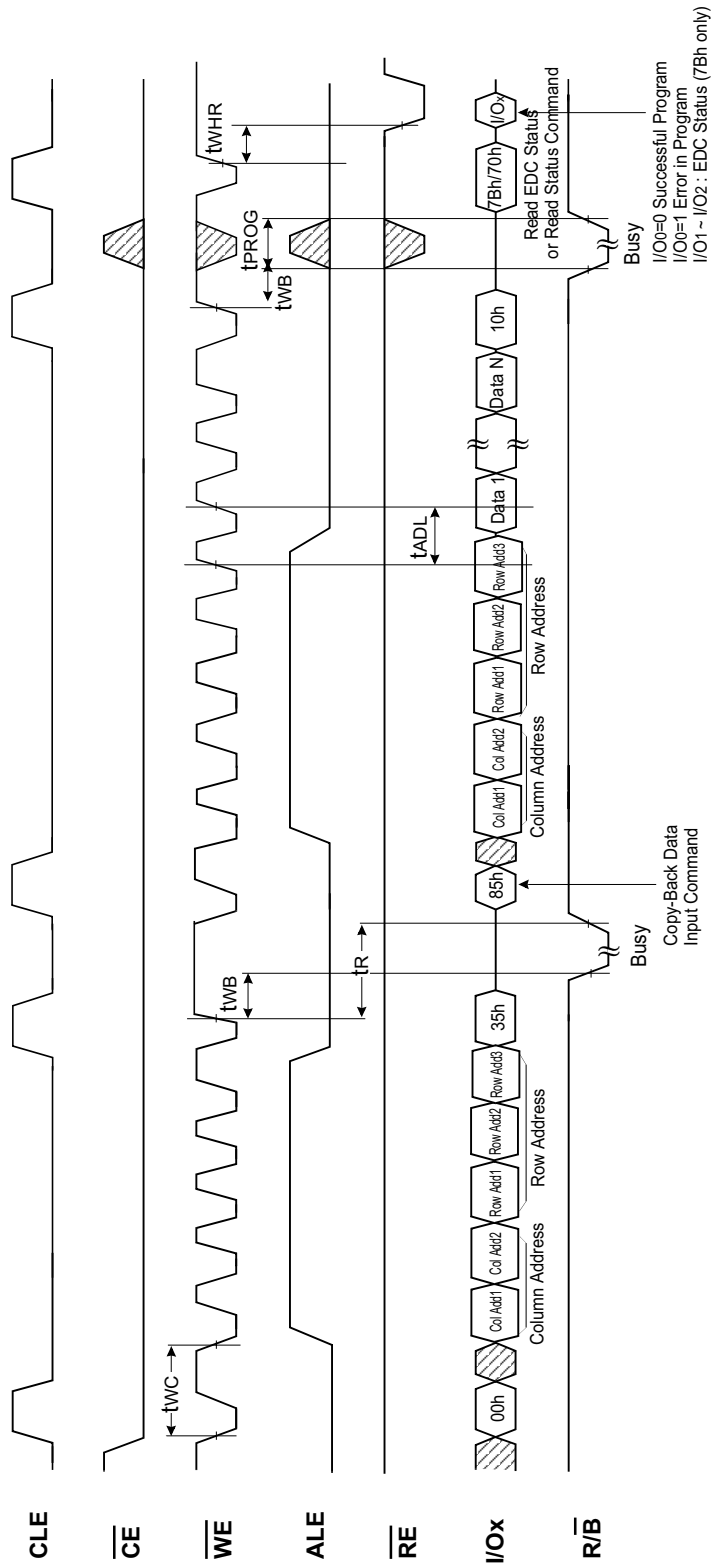 CLE
CE
WE
tWC
tWB
tWB
tPROG
tWHR
ALE
RE
tR
tADL
I/Ox
00h
Col Add1
Col Add2
Row Add1
Row Add2
Row Add3
35h
85h
Col Add1
Col Add2
Row Add1
Row Add2
Row Add3
Data 1
Data N
10h
7Bh/70h
I/Ox
Column Address
Row Address
Column Address
Row Address
Read EDC Status
or Read Status Command
R/B
Busy
Busy
Copy-Back Data
Input Command
I/O0=0 Successful Program
I/O0=1 Error in Program
I/O1 ~ I/O2 : EDC Status (7Bh only)